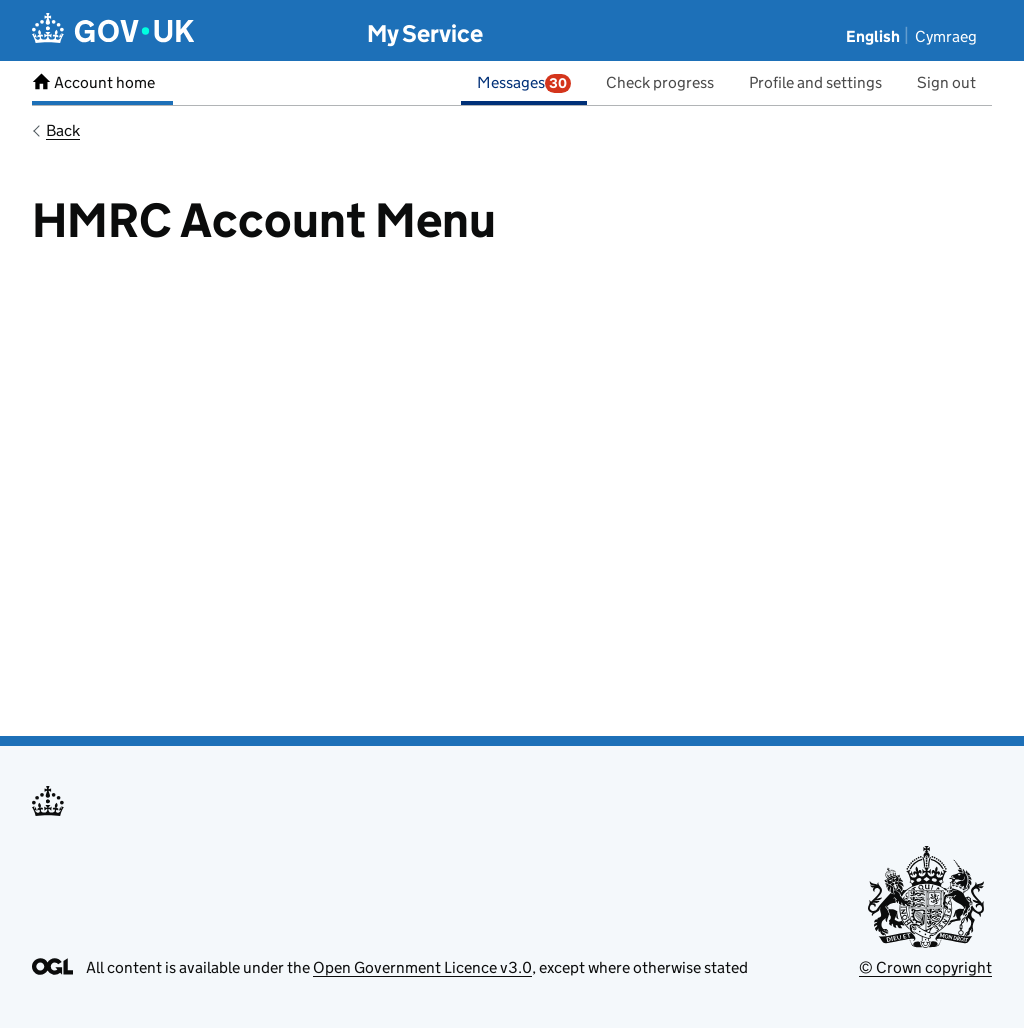 GOV•UK My Service English Cymraeg
Account home Messages 30 Check progress Profile and settings Sign out
Back
HMRC Account Menu
QUI
MAL
DIEU ET MON DROIT
OGL All content is available under the Open Government Licence v3.0, except where otherwise stated © Crown copyright